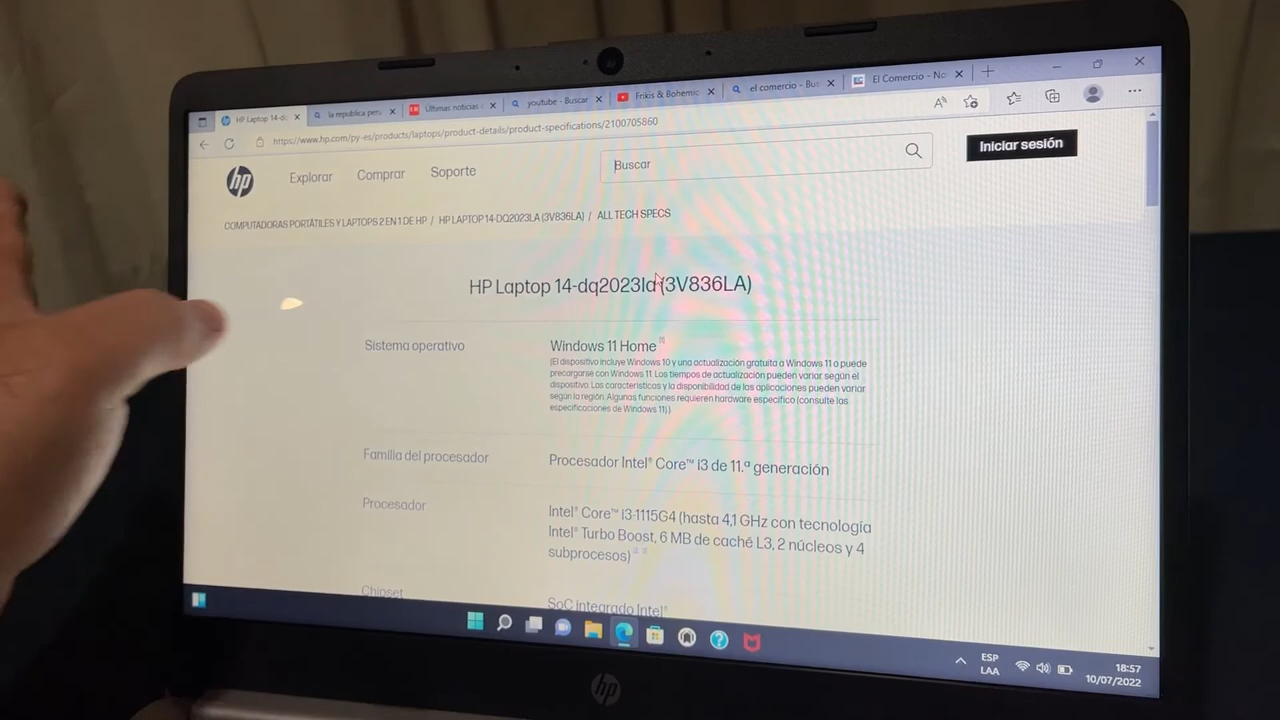 HP Laptop 14-dq
la republica peru
Últimas noticias
youtube - Buscar
Frikis & Bohemic
el comercio - Bus
El Comercio - No
https://www.hp.com/py-es/products/laptops/product-details/product-specifications/2100705860
hp
Explorar
Comprar
Soporte
Buscar
Iniciar sesión
COMPUTADORAS PORTÁTILES Y LAPTOPS 2 EN 1 DE HP / HP LAPTOP 14-DQ2023LA (3V836LA) / ALL TECH SPECS
HP Laptop 14-dq2023la (3V836LA)
Sistema operativo
Windows 11 Home [1]
(El dispositivo incluye Windows 10 y una actualización gratuita a Windows 11 o puede
precargarse con Windows 11. Los tiempos de actualización pueden variar según el
dispositivo. Las características y la disponibilidad de las aplicaciones pueden variar
según la región. Algunas funciones requieren hardware específico (consulte las
especificaciones de Windows 11).)
Familia del procesador
Procesador Intel® Core™ i3 de 11.ª generación
Procesador
Intel® Core™ i3-1115G4 (hasta 4,1 GHz con tecnología
Intel® Turbo Boost, 6 MB de caché L3, 2 núcleos y 4
subprocesos)
Chipset
SoC integrado Intel®
ESP
LAA
18:57
10/07/2022
hp